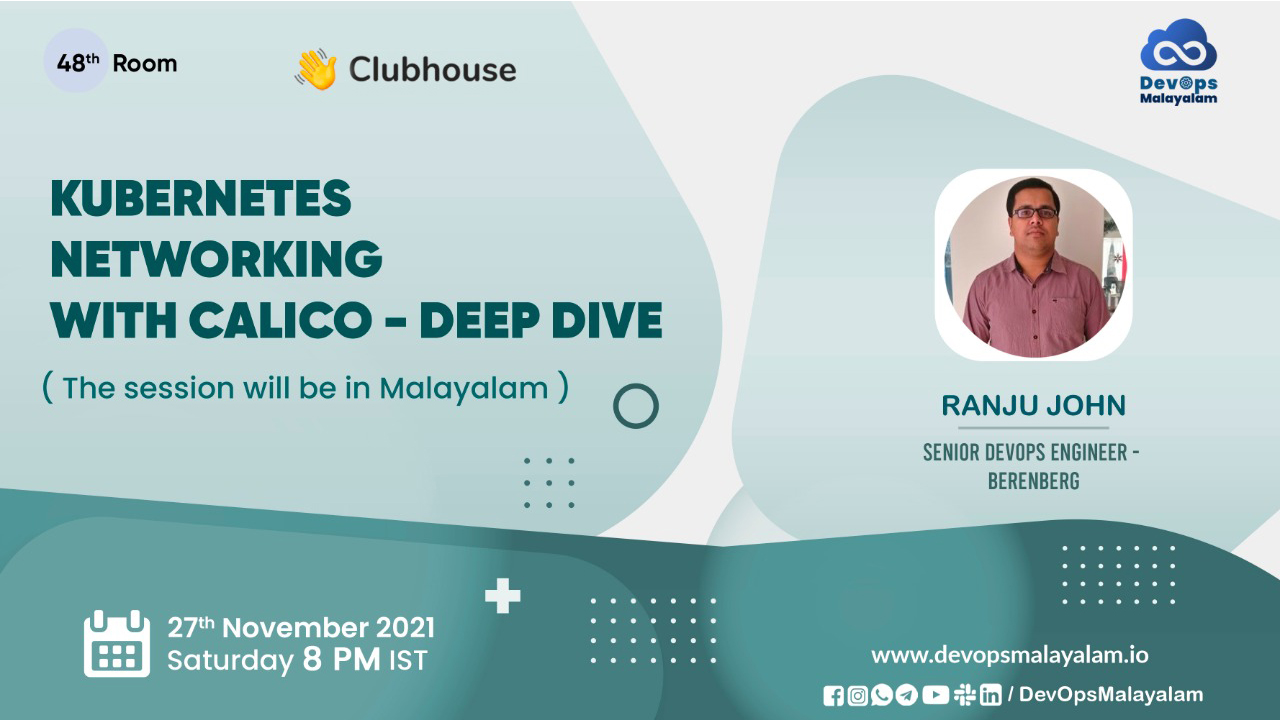 48th Room
Clubhouse
DevOps
Malayalam
KUBERNETES
NETWORKING
WITH CALICO - DEEP DIVE
( The session will be in Malayalam )
RANJU JOHN
SENIOR DEVOPS ENGINEER -
BERENBERG
27th November 2021
Saturday 8 PM IST
www.devopsmalayalam.io
/ DevOpsMalayalam